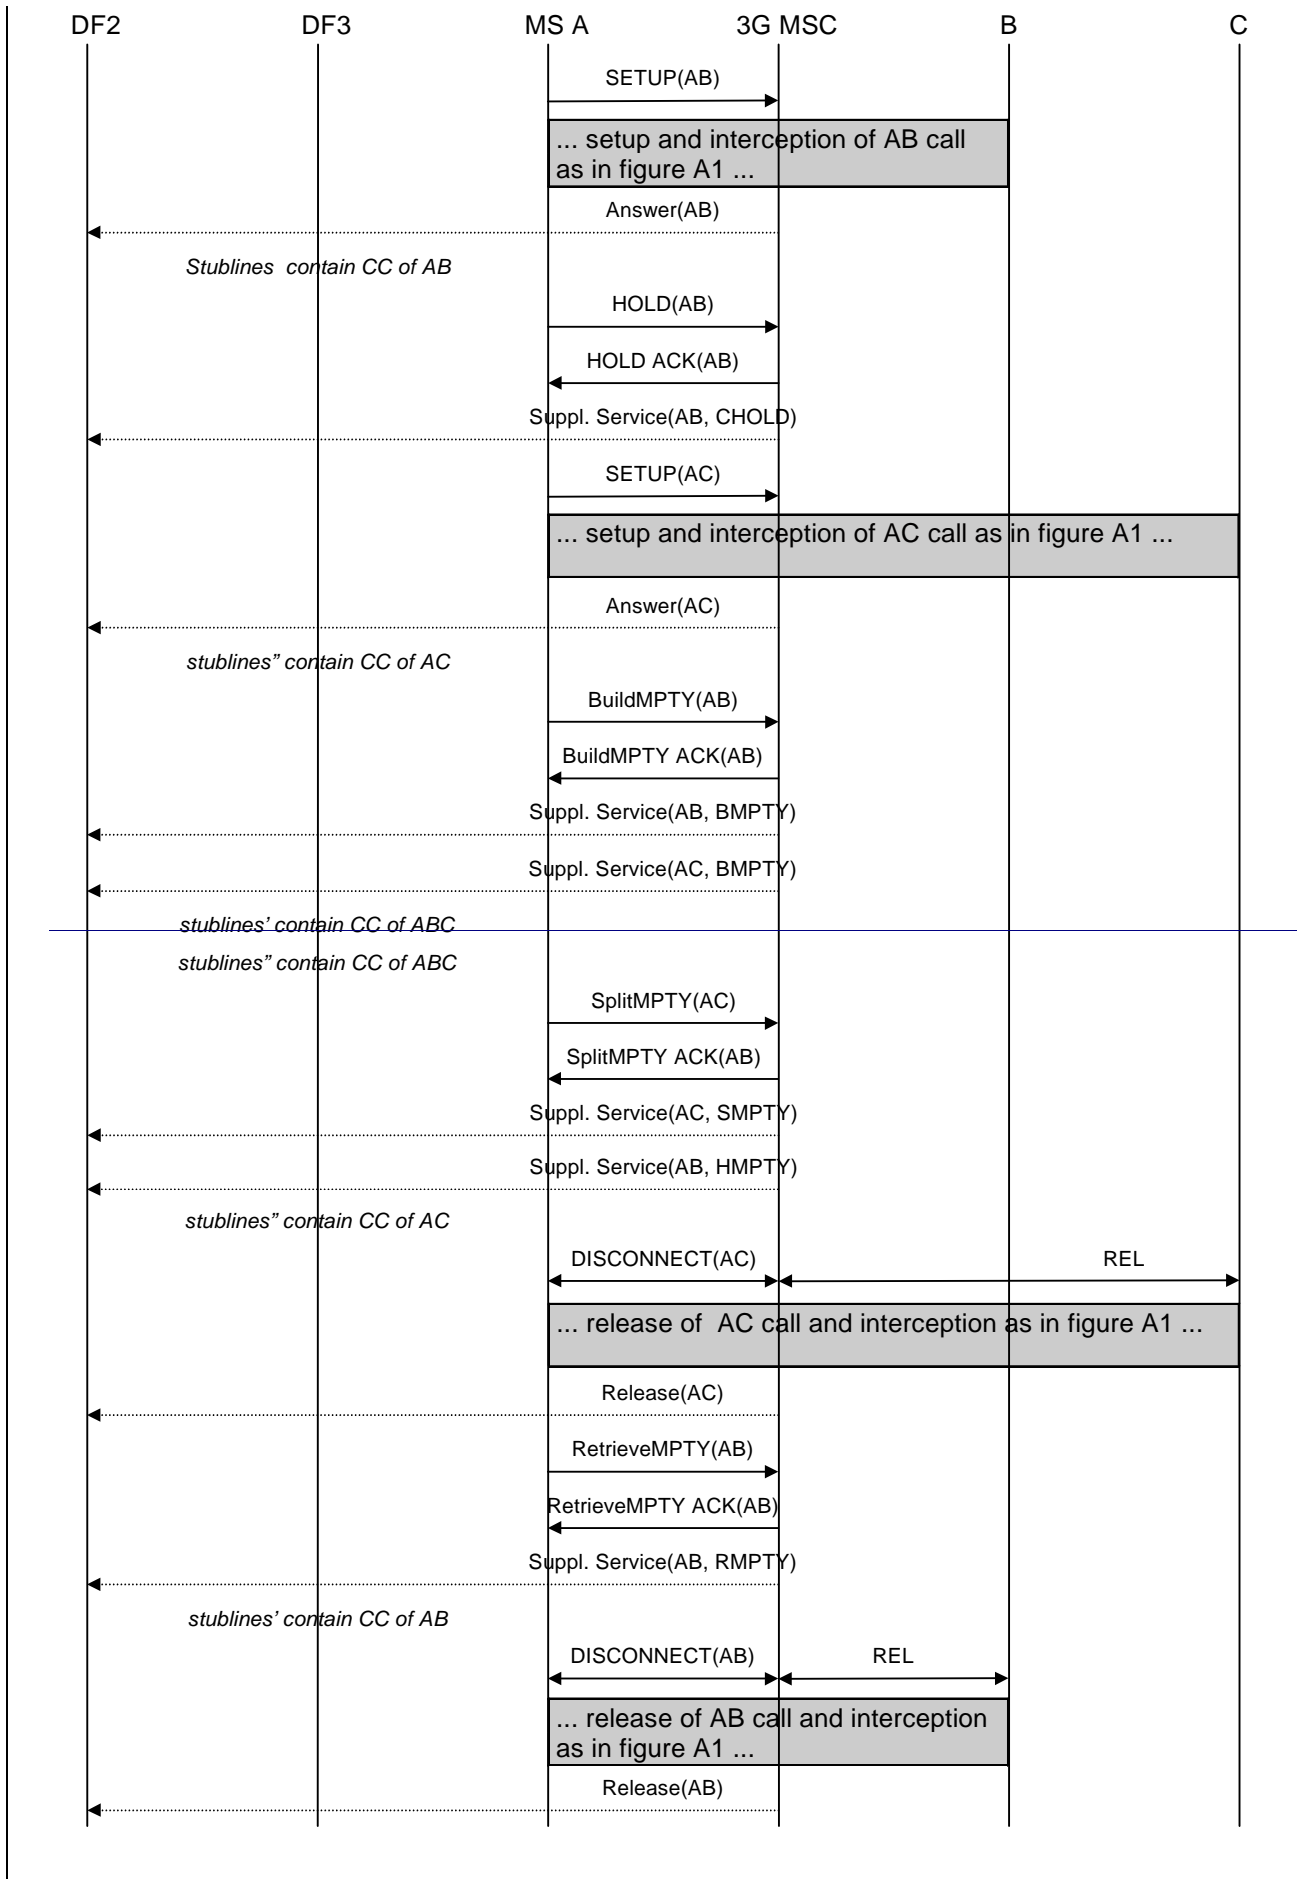 DF2 DF3 MS A 3G MSC B C
SETUP(AB)
... setup and interception of AB call
as in figure A1 ...
Answer(AB)
Stublines contain CC of AB
HOLD(AB)
HOLD ACK(AB)
Suppl. Service(AB, CHOLD)
SETUP(AC)
... setup and interception of AC call as in figure A1 ...
Answer(AC)
stublines” contain CC of AC
BuildMPTY(AB)
BuildMPTY ACK(AB)
Suppl. Service(AB, BMPTY)
Suppl. Service(AC, BMPTY)
stublines’ contain CC of ABC
stublines” contain CC of ABC
SplitMPTY(AC)
SplitMPTY ACK(AB)
Suppl. Service(AC, SMPTY)
Suppl. Service(AB, HMPTY)
stublines” contain CC of AC
DISCONNECT(AC) REL
... release of AC call and interception as in figure A1 ...
Release(AC)
RetrieveMPTY(AB)
RetrieveMPTY ACK(AB)
Suppl. Service(AB, RMPTY)
stublines’ contain CC of AB
DISCONNECT(AB) REL
... release of AB call and interception
as in figure A1 ...
Release(AB)